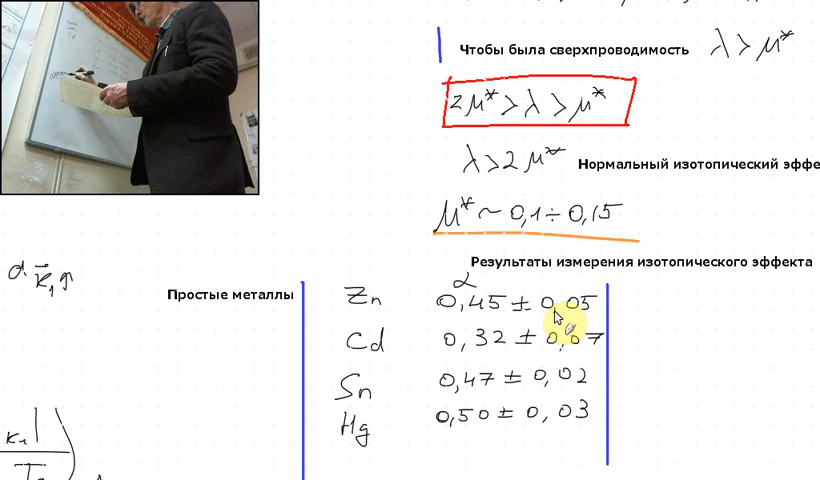 Чтобы была сверхпроводимость λ > μ*
2μ* > λ > μ*
λ > 2μ* Нормальный изотопический эффе
μ* ~ 0,1 ÷ 0,15
Результаты измерения изотопического эффекта
α k₁↑
α
Простые металлы
Zn 0,45 ± 0,05
Cd 0,32 ± 0,07
Sn 0,47 ± 0,02
Hg 0,50 ± 0,03